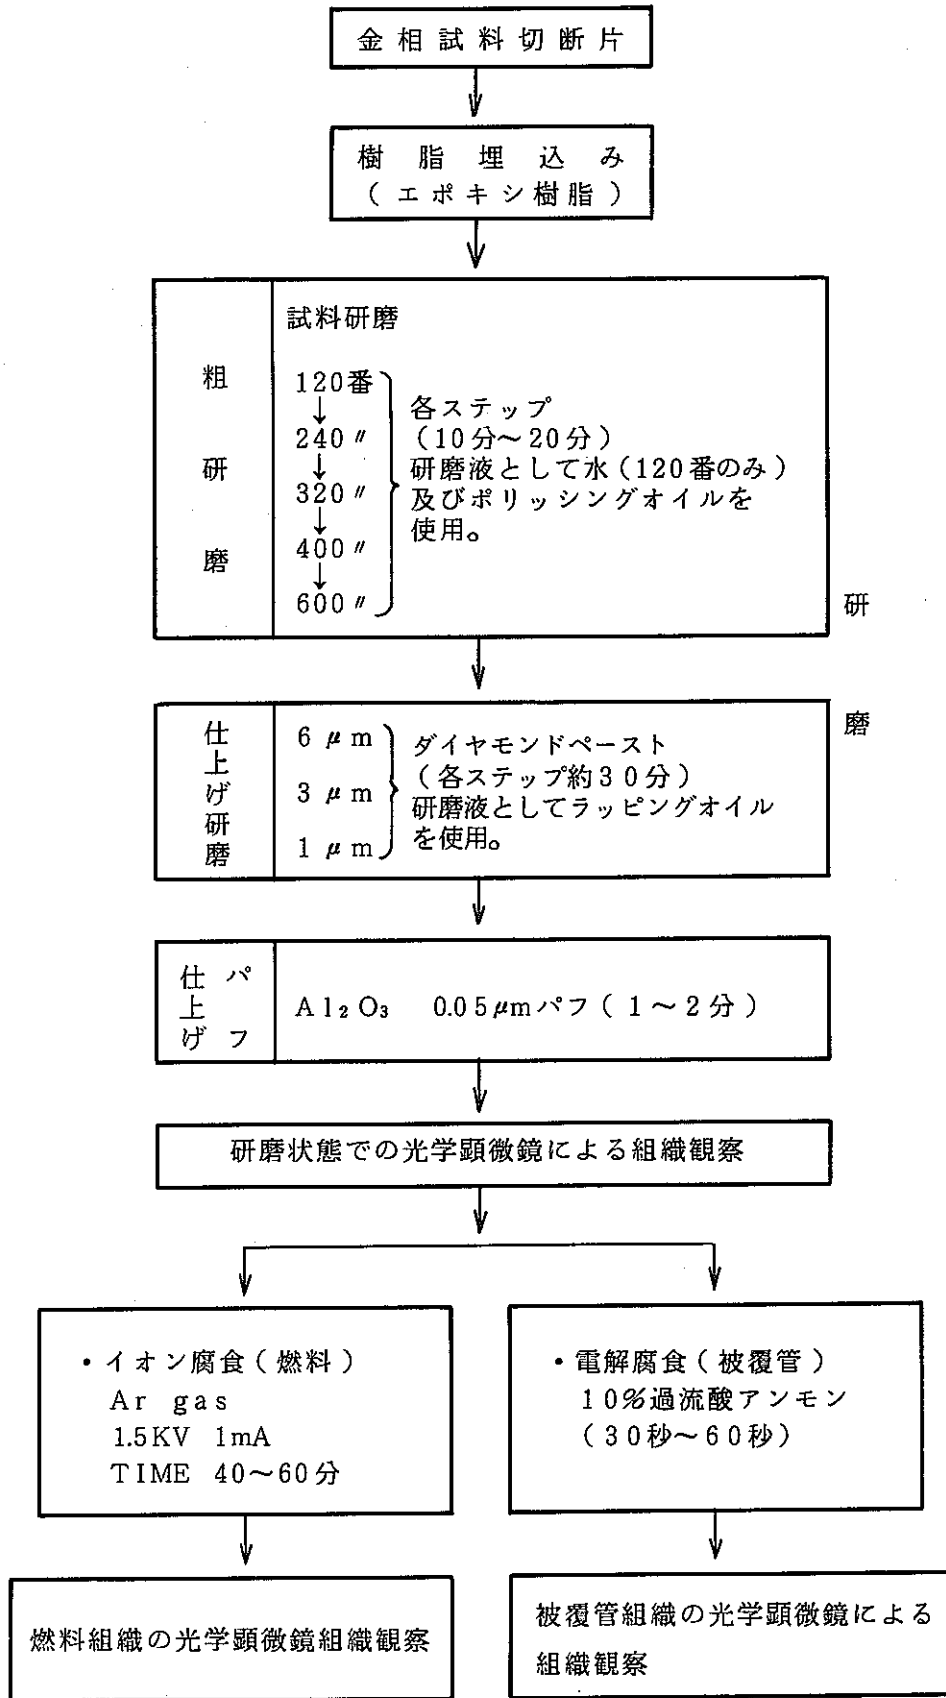 金相試料切断片
樹脂埋込み
(エポキシ樹脂)
粗研磨
試料研磨
120番
↓
240〃
↓
320〃
↓
400〃
↓
600〃
各ステップ
(10分～20分)
研磨液として水(120番のみ)
及びポリッシングオイルを
使用。
研磨
仕上げ研磨
6 μm
3 μm
1 μm
ダイヤモンドペースト
(各ステップ約30分)
研磨液としてラッピングオイル
を使用。
仕上げ
パフ
Al₂O₃ 0.05μmパフ(1～2分)
研磨状態での光学顕微鏡による組織観察
・イオン腐食(燃料)
Ar gas
1.5KV 1mA
TIME 40～60分
・電解腐食(被覆管)
10%過流酸アンモン
(30秒～60秒)
燃料組織の光学顕微鏡組織観察
被覆管組織の光学顕微鏡による
組織観察